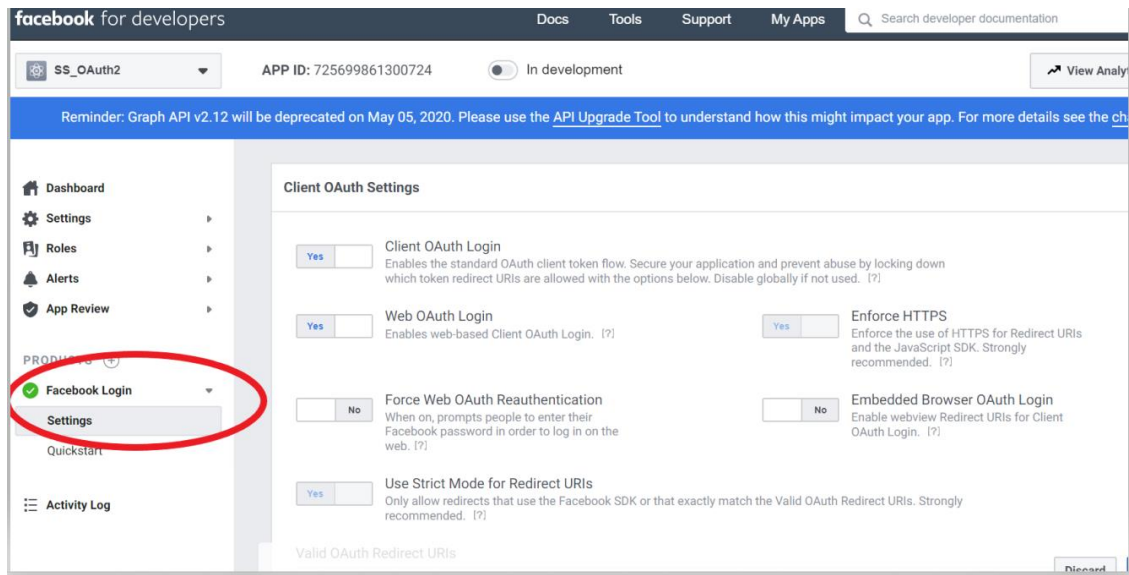 facebook for developers
Docs Tools Support My Apps Search developer documentation
SS_OAuth2 APP ID: 725699861300724 In development View Analy
Reminder: Graph API v2.12 will be deprecated on May 05, 2020. Please use the API Upgrade Tool to understand how this might impact your app. For more details see the ch
Dashboard
Settings
Roles
Alerts
App Review
PRODUCTS
Facebook Login
Settings
Quickstart
Activity Log
Client OAuth Settings
Yes
Client OAuth Login
Enables the standard OAuth client token flow. Secure your application and prevent abuse by locking down
which token redirect URIs are allowed with the options below. Disable globally if not used. [?]
Yes
Web OAuth Login
Enables web-based Client OAuth Login. [?]
Yes
Enforce HTTPS
Enforce the use of HTTPS for Redirect URIs
and the JavaScript SDK. Strongly
recommended. [?]
No
Force Web OAuth Reauthentication
When on, prompts people to enter their
Facebook password in order to log in on the
web. [?]
No
Embedded Browser OAuth Login
Enable webview Redirect URIs for Client
OAuth Login. [?]
Yes
Use Strict Mode for Redirect URIs
Only allow redirects that use the Facebook SDK or that exactly match the Valid OAuth Redirect URIs. Strongly
recommended. [?]
Valid OAuth Redirect URIs
Discard